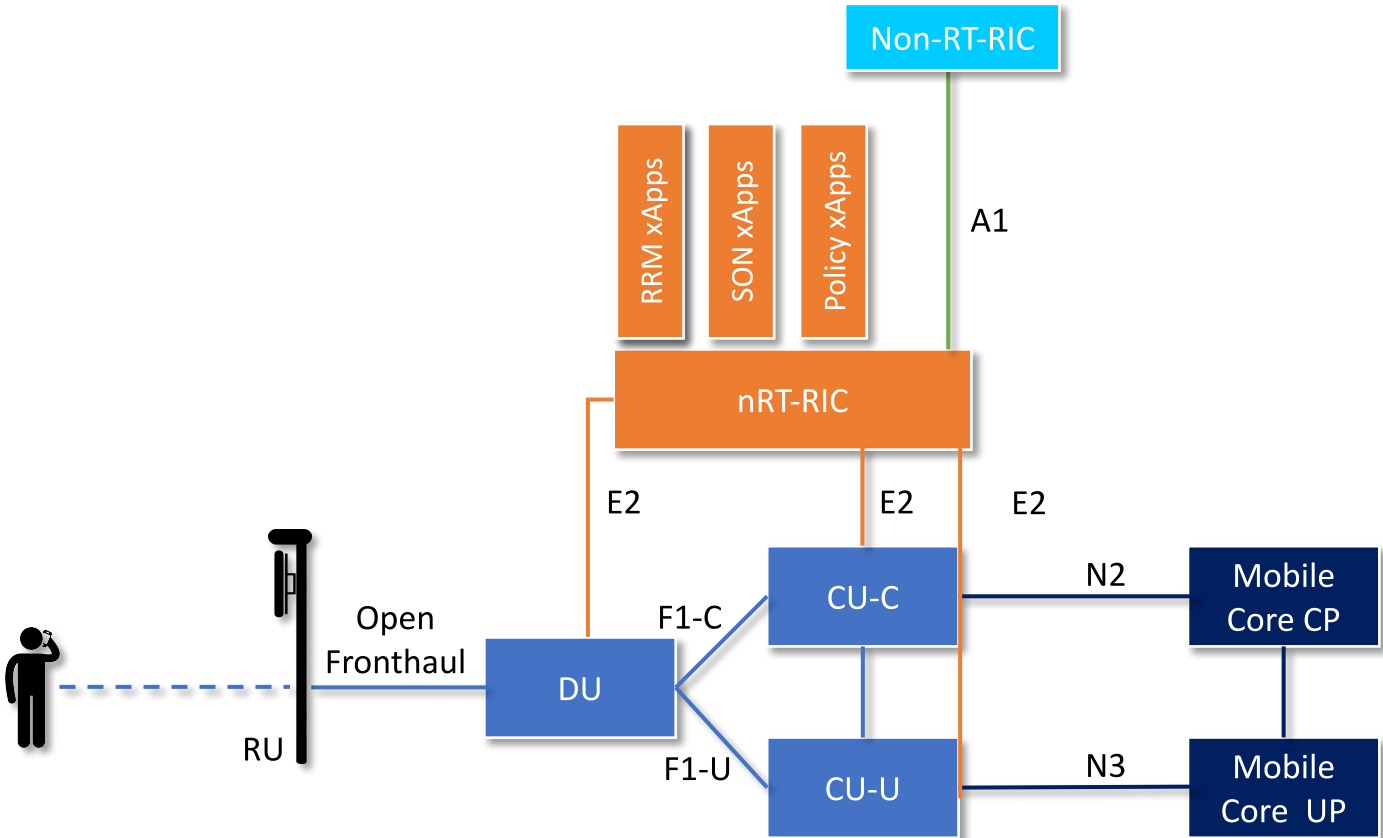 Non-RT-RIC
RRM xApps
SON xApps
Policy xApps
A1
nRT-RIC
E2
E2
E2
Open
Fronthaul
F1-C
CU-C
N2
Mobile
Core CP
DU
RU
F1-U
CU-U
N3
Mobile
Core UP